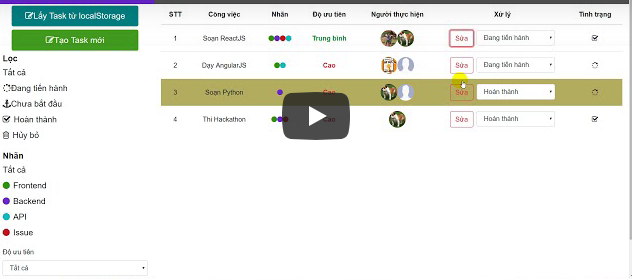 Lấy Task từ localStorage
Tạo Task mới
Lọc
Tất cả
Đang tiến hành
Chưa bắt đầu
Hoàn thành
Hủy bỏ
Nhãn
Tất cả
Frontend
Backend
API
Issue
Độ ưu tiên
Tất cả
STT Công việc Nhãn Độ ưu tiên Người thực hiện Xử lý Tình trạng
1 Soạn ReactJS Trung bình Sửa Đang tiến hành
2 Dạy AngularJS Cao Sửa Đang tiến hành
3 Soạn Python Cao Sửa Hoàn thành
4 Thi Hackathon Cao Sửa Hoàn thành